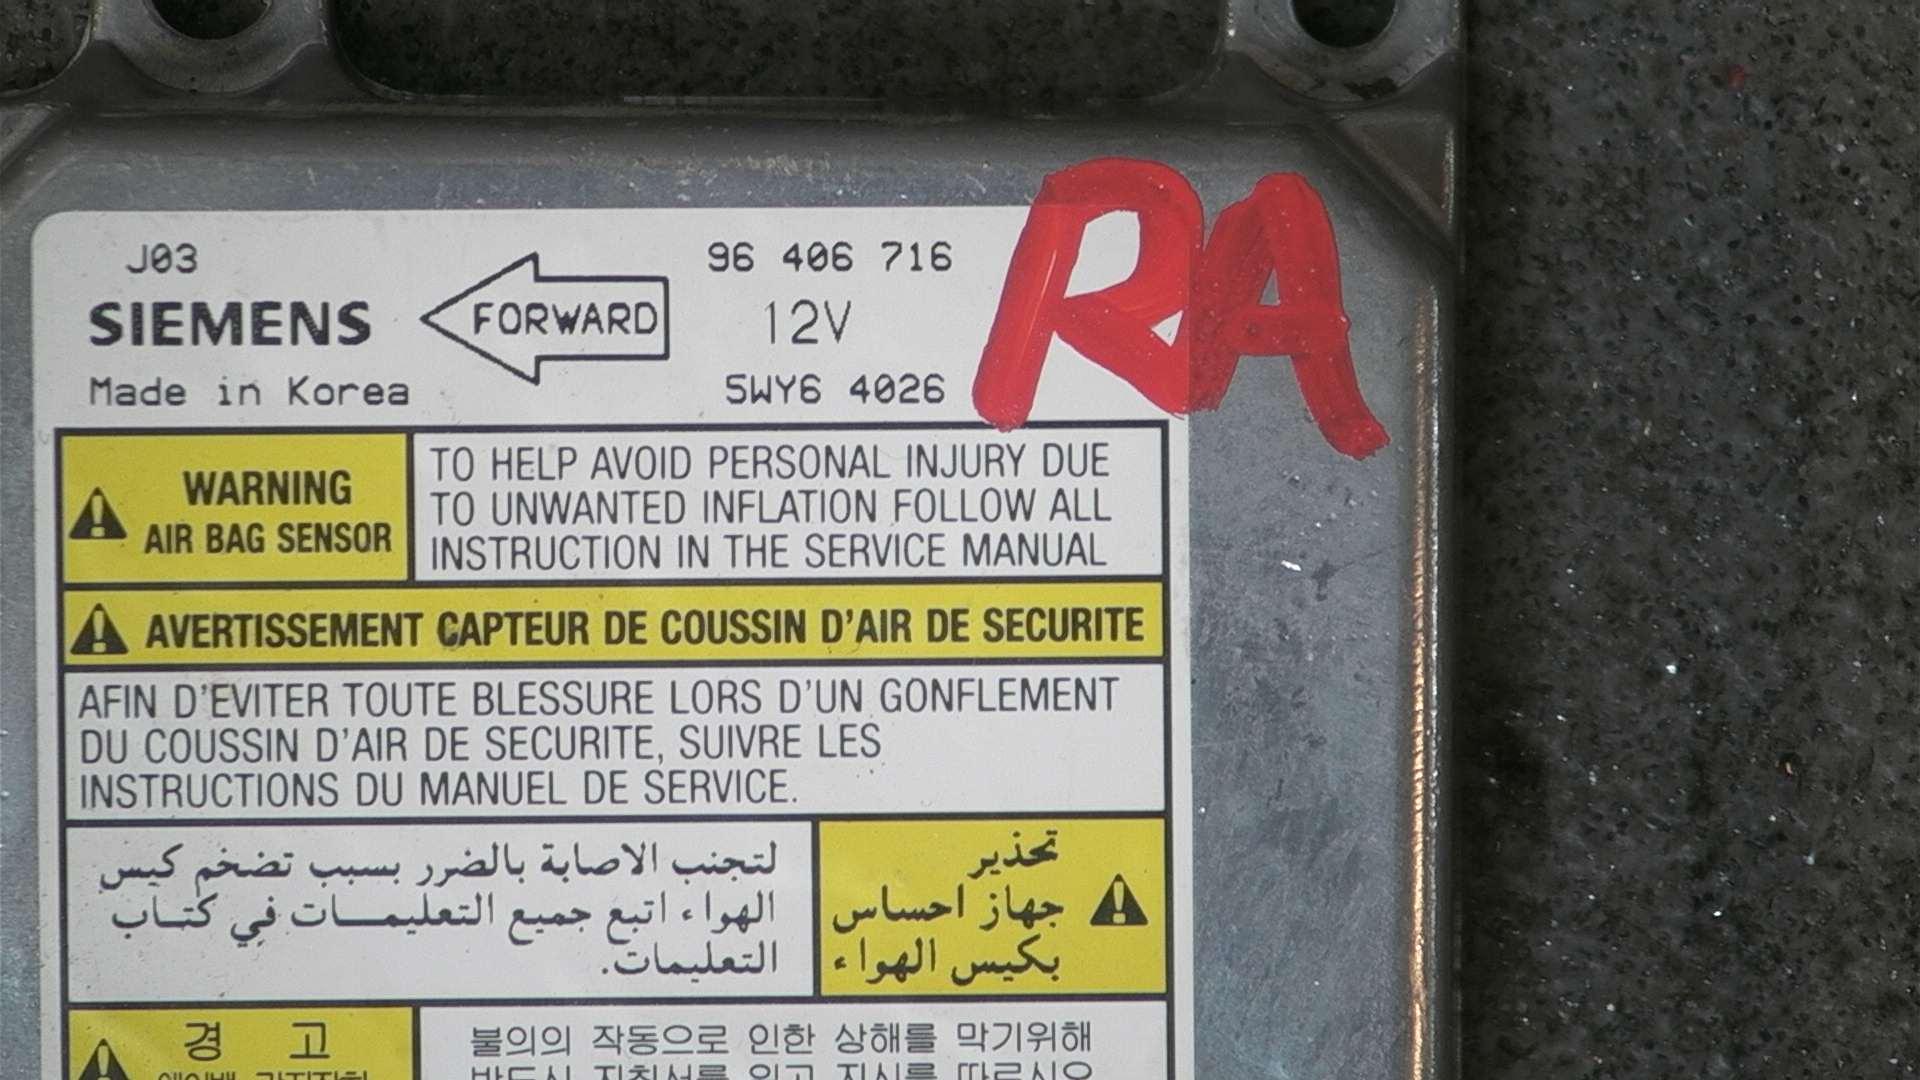 J03
SIEMENS
Made in Korea
FORWARD
96 406 716
12V
5WY6 4026
RA
WARNING
AIR BAG SENSOR
TO HELP AVOID PERSONAL INJURY DUE
TO UNWANTED INFLATION FOLLOW ALL
INSTRUCTION IN THE SERVICE MANUAL
AVERTISSEMENT CAPTEUR DE COUSSIN D'AIR DE SECURITE
AFIN D'EVITER TOUTE BLESSURE LORS D'UN GONFLEMENT
DU COUSSIN D'AIR DE SECURITE, SUIVRE LES
INSTRUCTIONS DU MANUEL DE SERVICE.
تحذير
جهاز احساس
بكيس الهواء
لتجنب الاصابة بالضرر بسبب تضخم كيس
الهواء اتبع جميع التعليمـــات في كتـاب
التعليمات.
경 고
불의의 작동으로 인한 상해를 막기위해